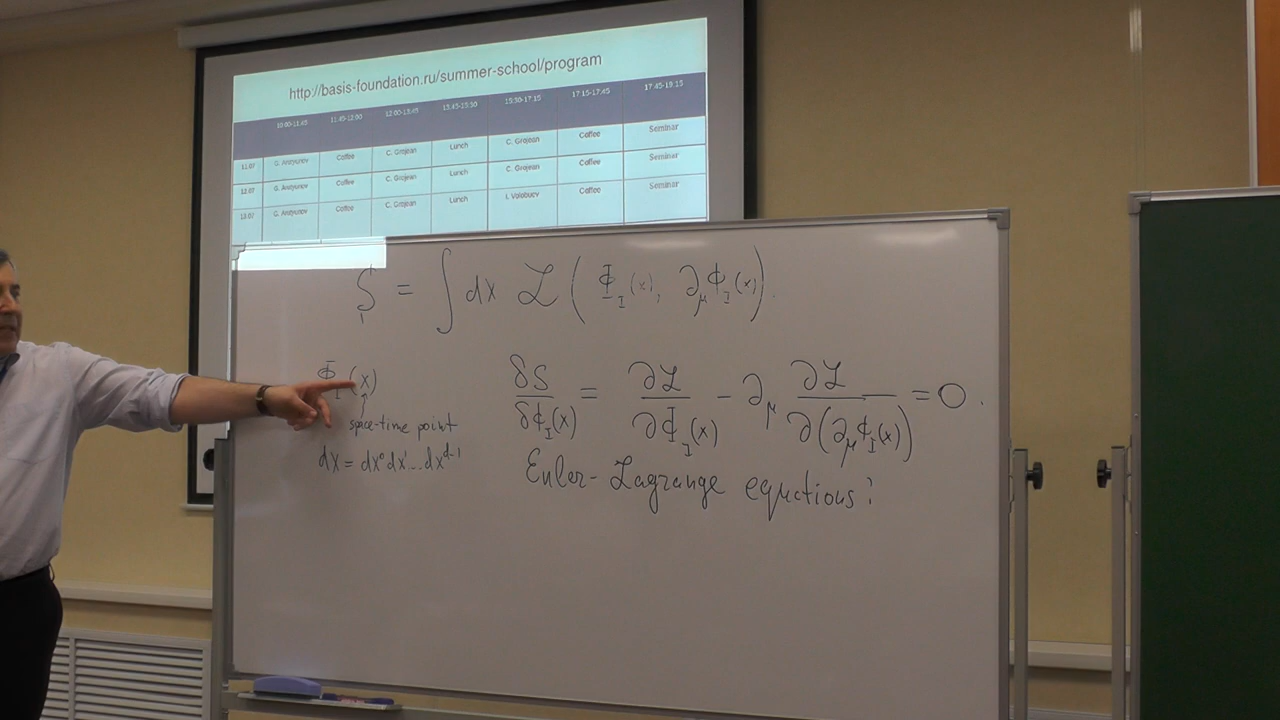 http://basis-foundation.ru/summer-school/program
10:00-11:45 11:45-12:00 12:00-13:45 13:45-15:30 15:30-17:15 17:15-17:45 17:45-19:15
11.07 G. Arutyunov Coffee C. Grojean Lunch C. Grojean Coffee Seminar
12.07 G. Arutyunov Coffee C. Grojean Lunch C. Grojean Coffee Seminar
13.07 G. Arutyunov Coffee C. Grojean Lunch I. Volobuev Coffee Seminar
S = ∫ dx ℒ ( Φ_I(x), ∂_μ Φ_I(x) ).
Φ_I(x)
space-time point
dx = dx⁰dx¹...dx^{d-1}
δS/δΦ_I(x) = ∂ℒ/∂Φ_I(x) − ∂_μ ∂ℒ/∂(∂_μΦ_I(x)) = 0.
Euler-Lagrange equations: